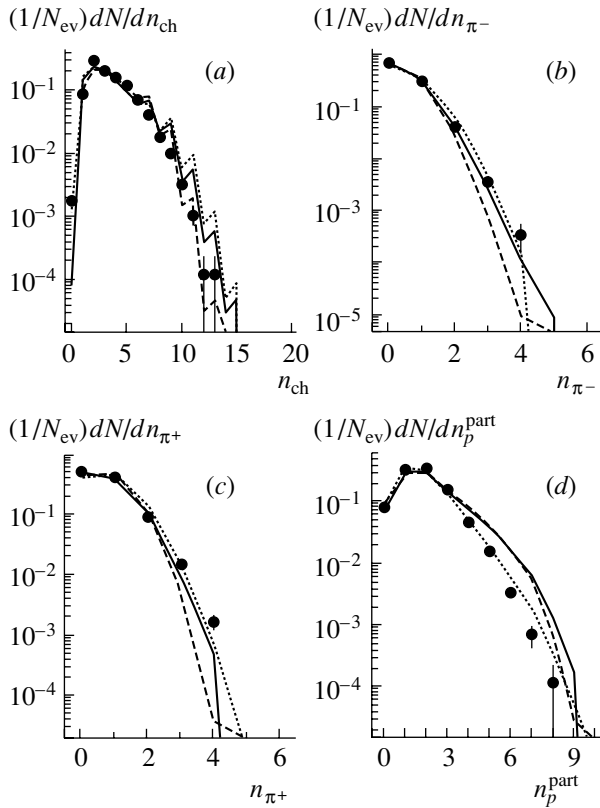 (1/N_ev)dN/dn_ch
(1/N_ev)dN/dn_π–
(a)
(b)
10^–1
10^–2
10^–3
10^–4
10^–1
10^–3
10^–5
0 5 10 15 20
n_ch
0 2 4 6
n_π–
(1/N_ev)dN/dn_π+
(1/N_ev)dN/dn_p^part
(c)
(d)
10^–1
10^–2
10^–3
10^–4
10^–1
10^–2
10^–3
10^–4
0 2 4 6
n_π+
0 3 6 9
n_p^part